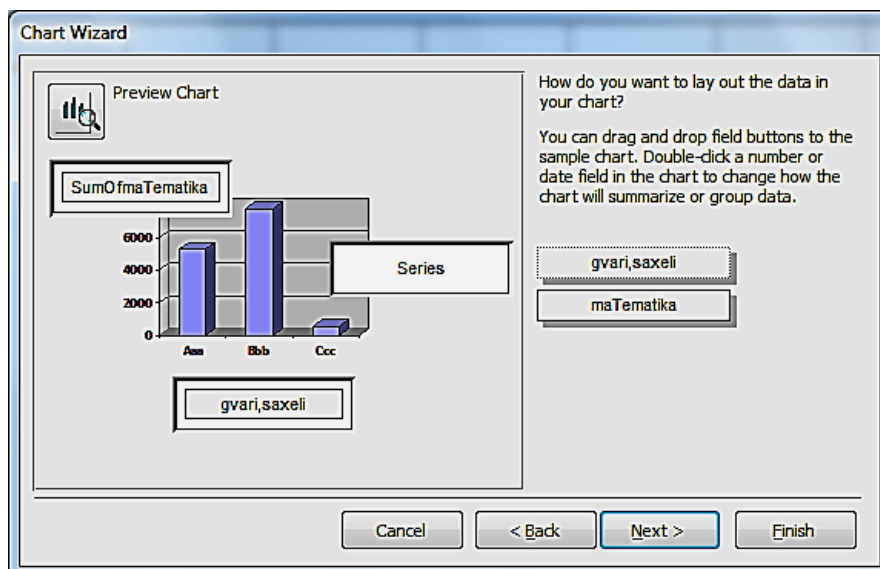 Chart Wizard
Preview Chart
SumOfmaTematika
6000
4000
2000
0
Aaa
Bbb
Ccc
Series
gvari,saxeli
How do you want to lay out the data in
your chart?
You can drag and drop field buttons to the
sample chart. Double-click a number or
date field in the chart to change how the
chart will summarize or group data.
gvari,saxeli
maTematika
Cancel
< Back
Next >
Finish